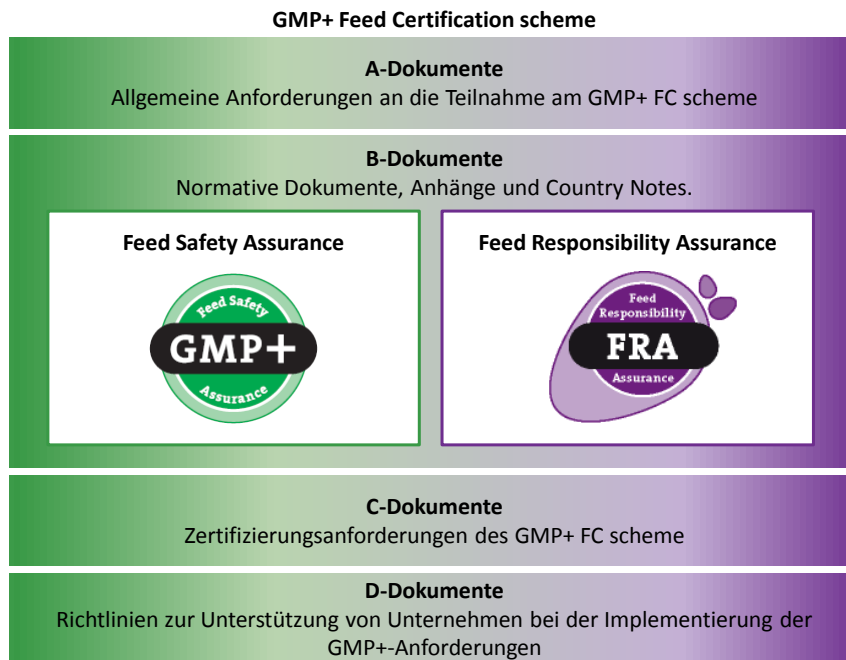 GMP+ Feed Certification scheme
A-Dokumente
Allgemeine Anforderungen an die Teilnahme am GMP+ FC scheme
B-Dokumente
Normative Dokumente, Anhänge und Country Notes.
Feed Safety Assurance
Feed Safety
GMP+
Assurance
Feed Responsibility Assurance
Feed
Responsibility
FRA
Assurance
C-Dokumente
Zertifizierungsanforderungen des GMP+ FC scheme
D-Dokumente
Richtlinien zur Unterstützung von Unternehmen bei der Implementierung der
GMP+-Anforderungen